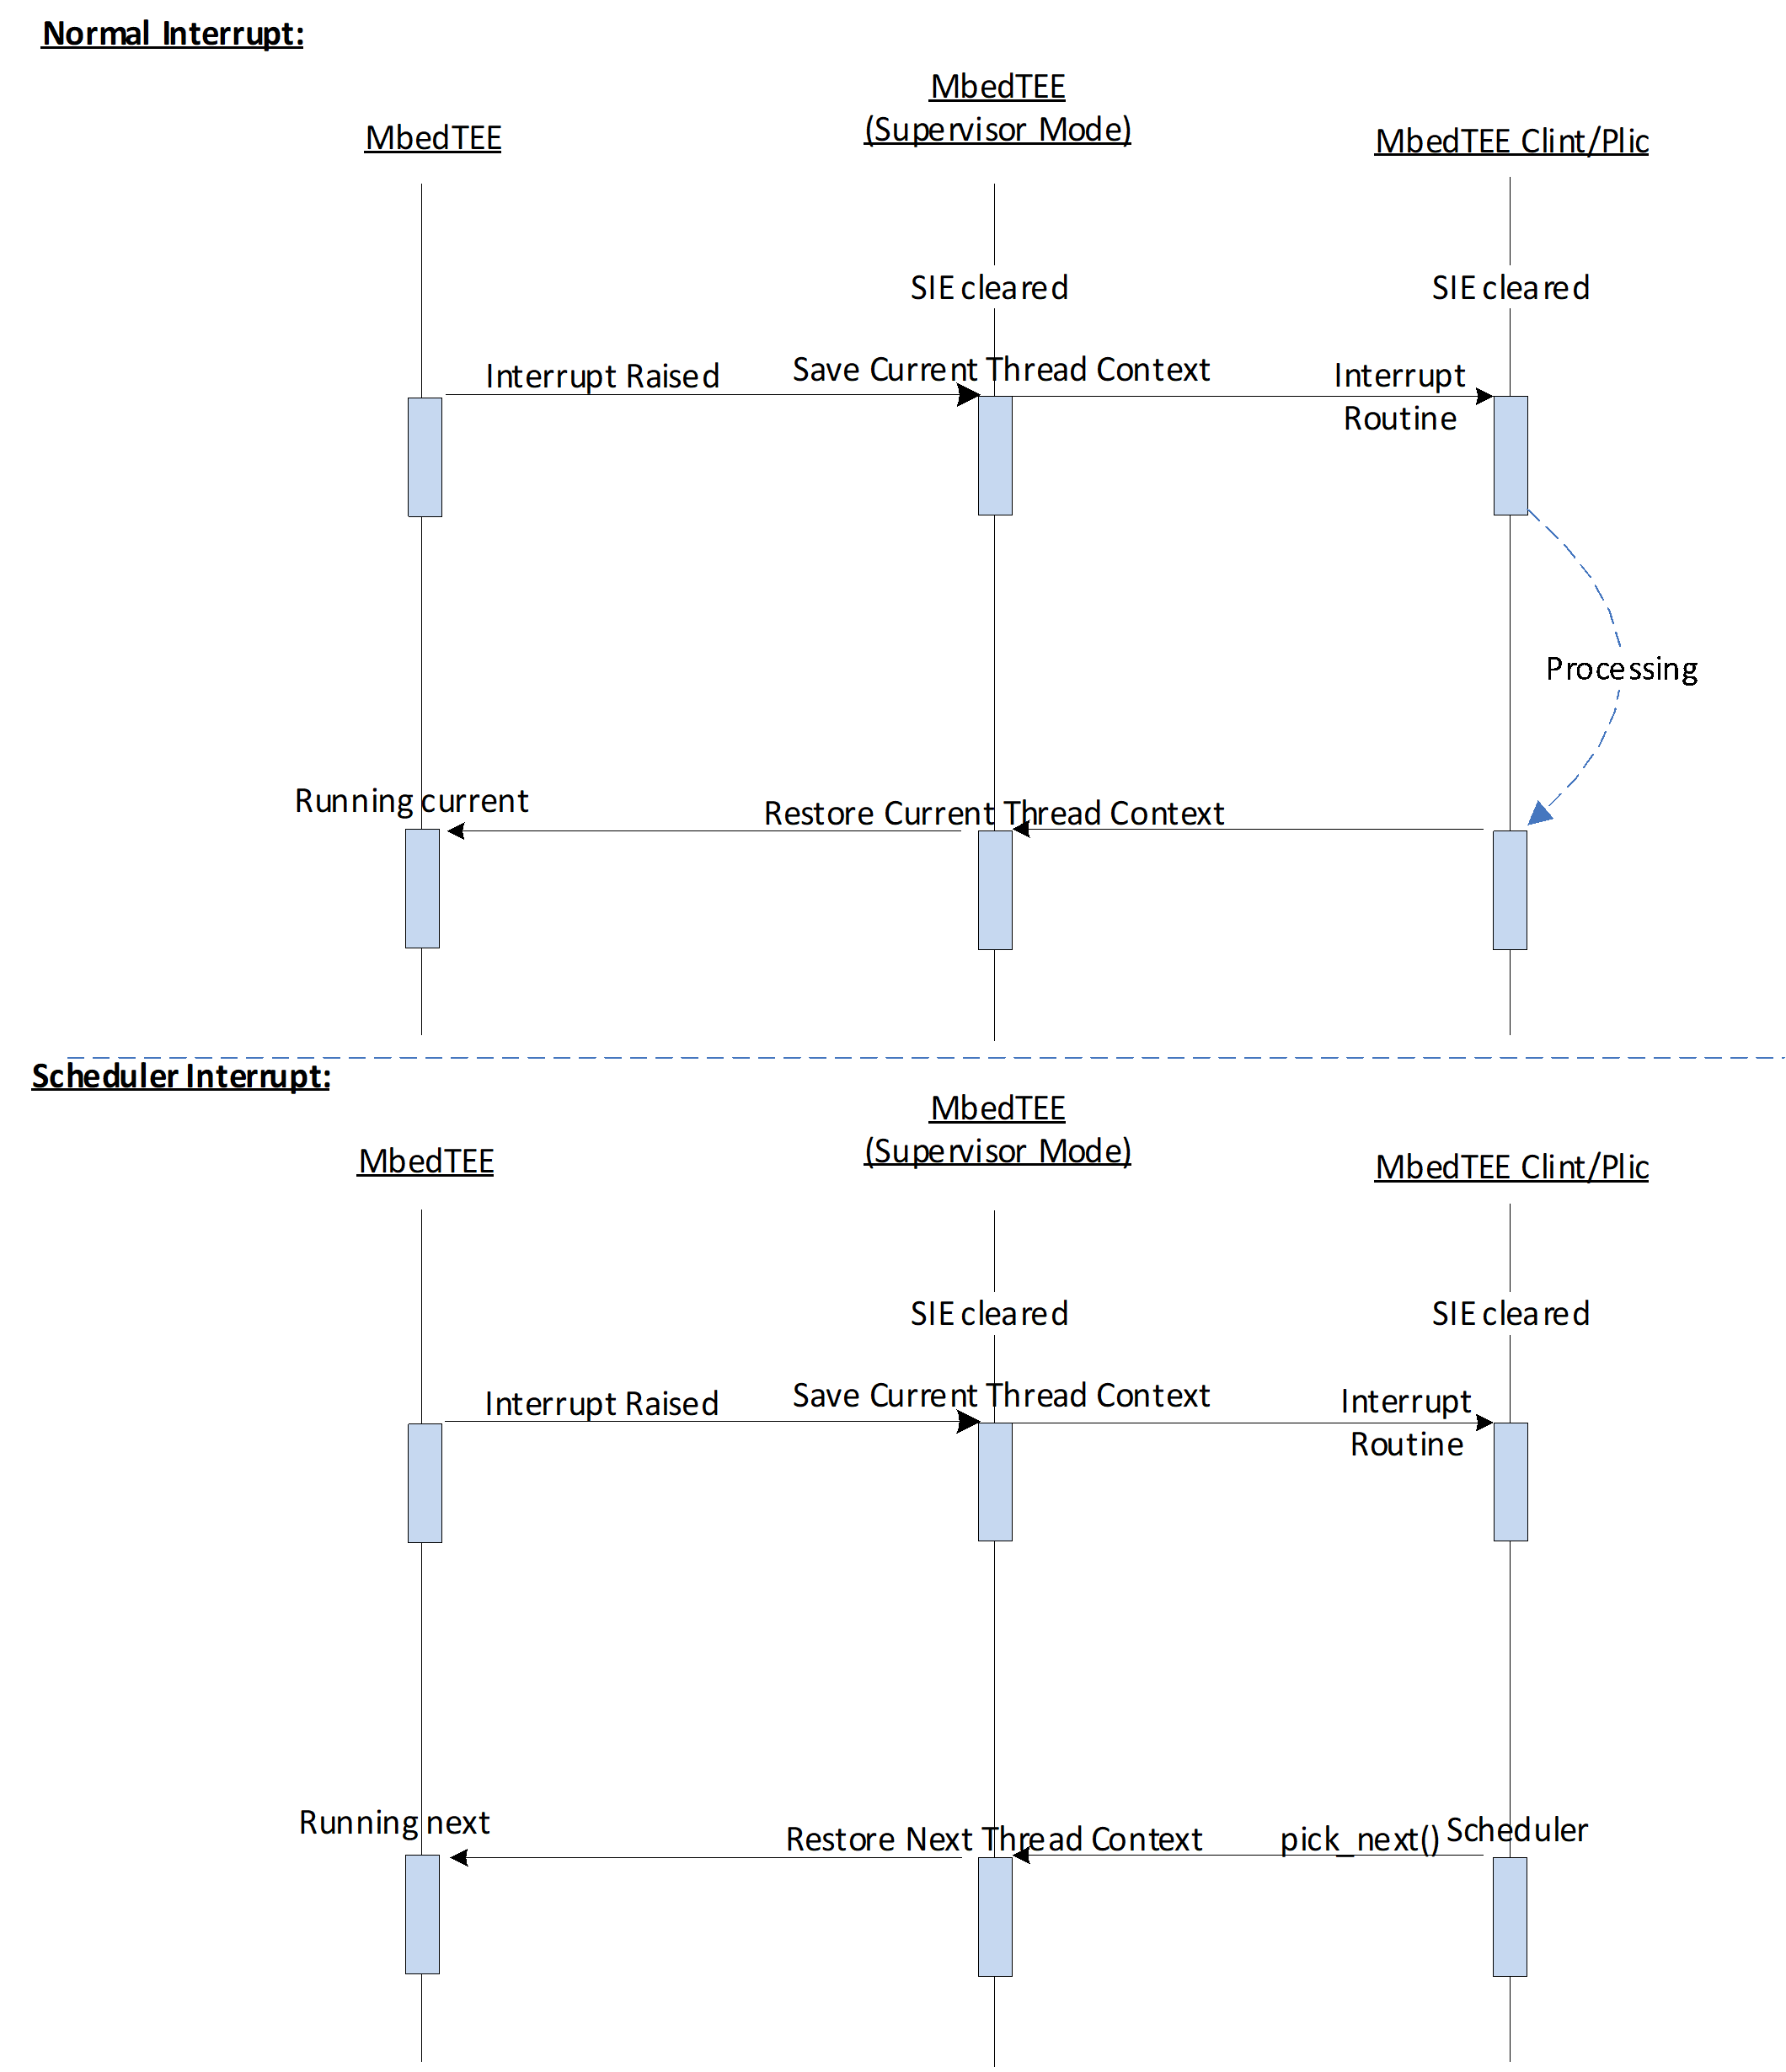 Normal Interrupt:
MbedTEE
MbedTEE
(Supervisor Mode)
MbedTEE Clint/Plic
SIE cleared
SIE cleared
Interrupt Raised
Save Current Thread Context
Interrupt
Routine
Processing
Running current
Restore Current Thread Context
Scheduler Interrupt:
MbedTEE
MbedTEE
(Supervisor Mode)
MbedTEE Clint/Plic
SIE cleared
SIE cleared
Interrupt Raised
Save Current Thread Context
Interrupt
Routine
Running next
Restore Next Thread Context
pick_next()
Scheduler